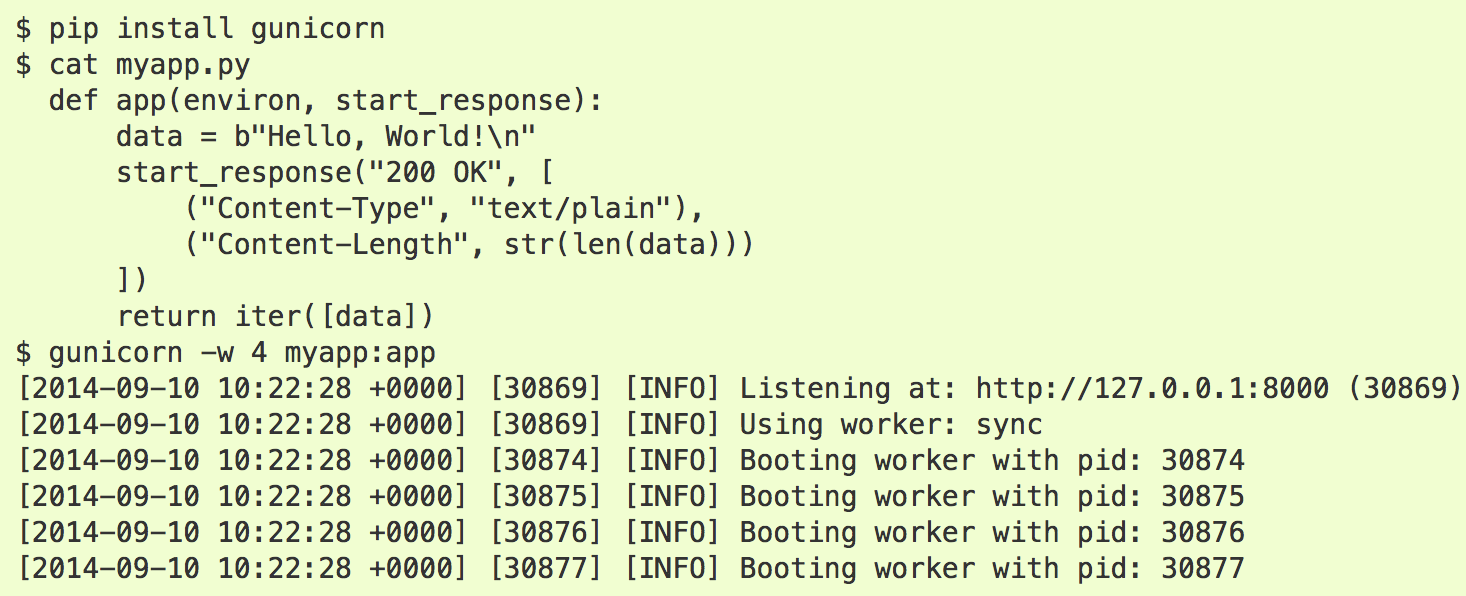 $ pip install gunicorn
$ cat myapp.py
  def app(environ, start_response):
      data = b"Hello, World!\n"
      start_response("200 OK", [
          ("Content-Type", "text/plain"),
          ("Content-Length", str(len(data)))
      ])
      return iter([data])
$ gunicorn -w 4 myapp:app
[2014-09-10 10:22:28 +0000] [30869] [INFO] Listening at: http://127.0.0.1:8000 (30869)
[2014-09-10 10:22:28 +0000] [30869] [INFO] Using worker: sync
[2014-09-10 10:22:28 +0000] [30874] [INFO] Booting worker with pid: 30874
[2014-09-10 10:22:28 +0000] [30875] [INFO] Booting worker with pid: 30875
[2014-09-10 10:22:28 +0000] [30876] [INFO] Booting worker with pid: 30876
[2014-09-10 10:22:28 +0000] [30877] [INFO] Booting worker with pid: 30877